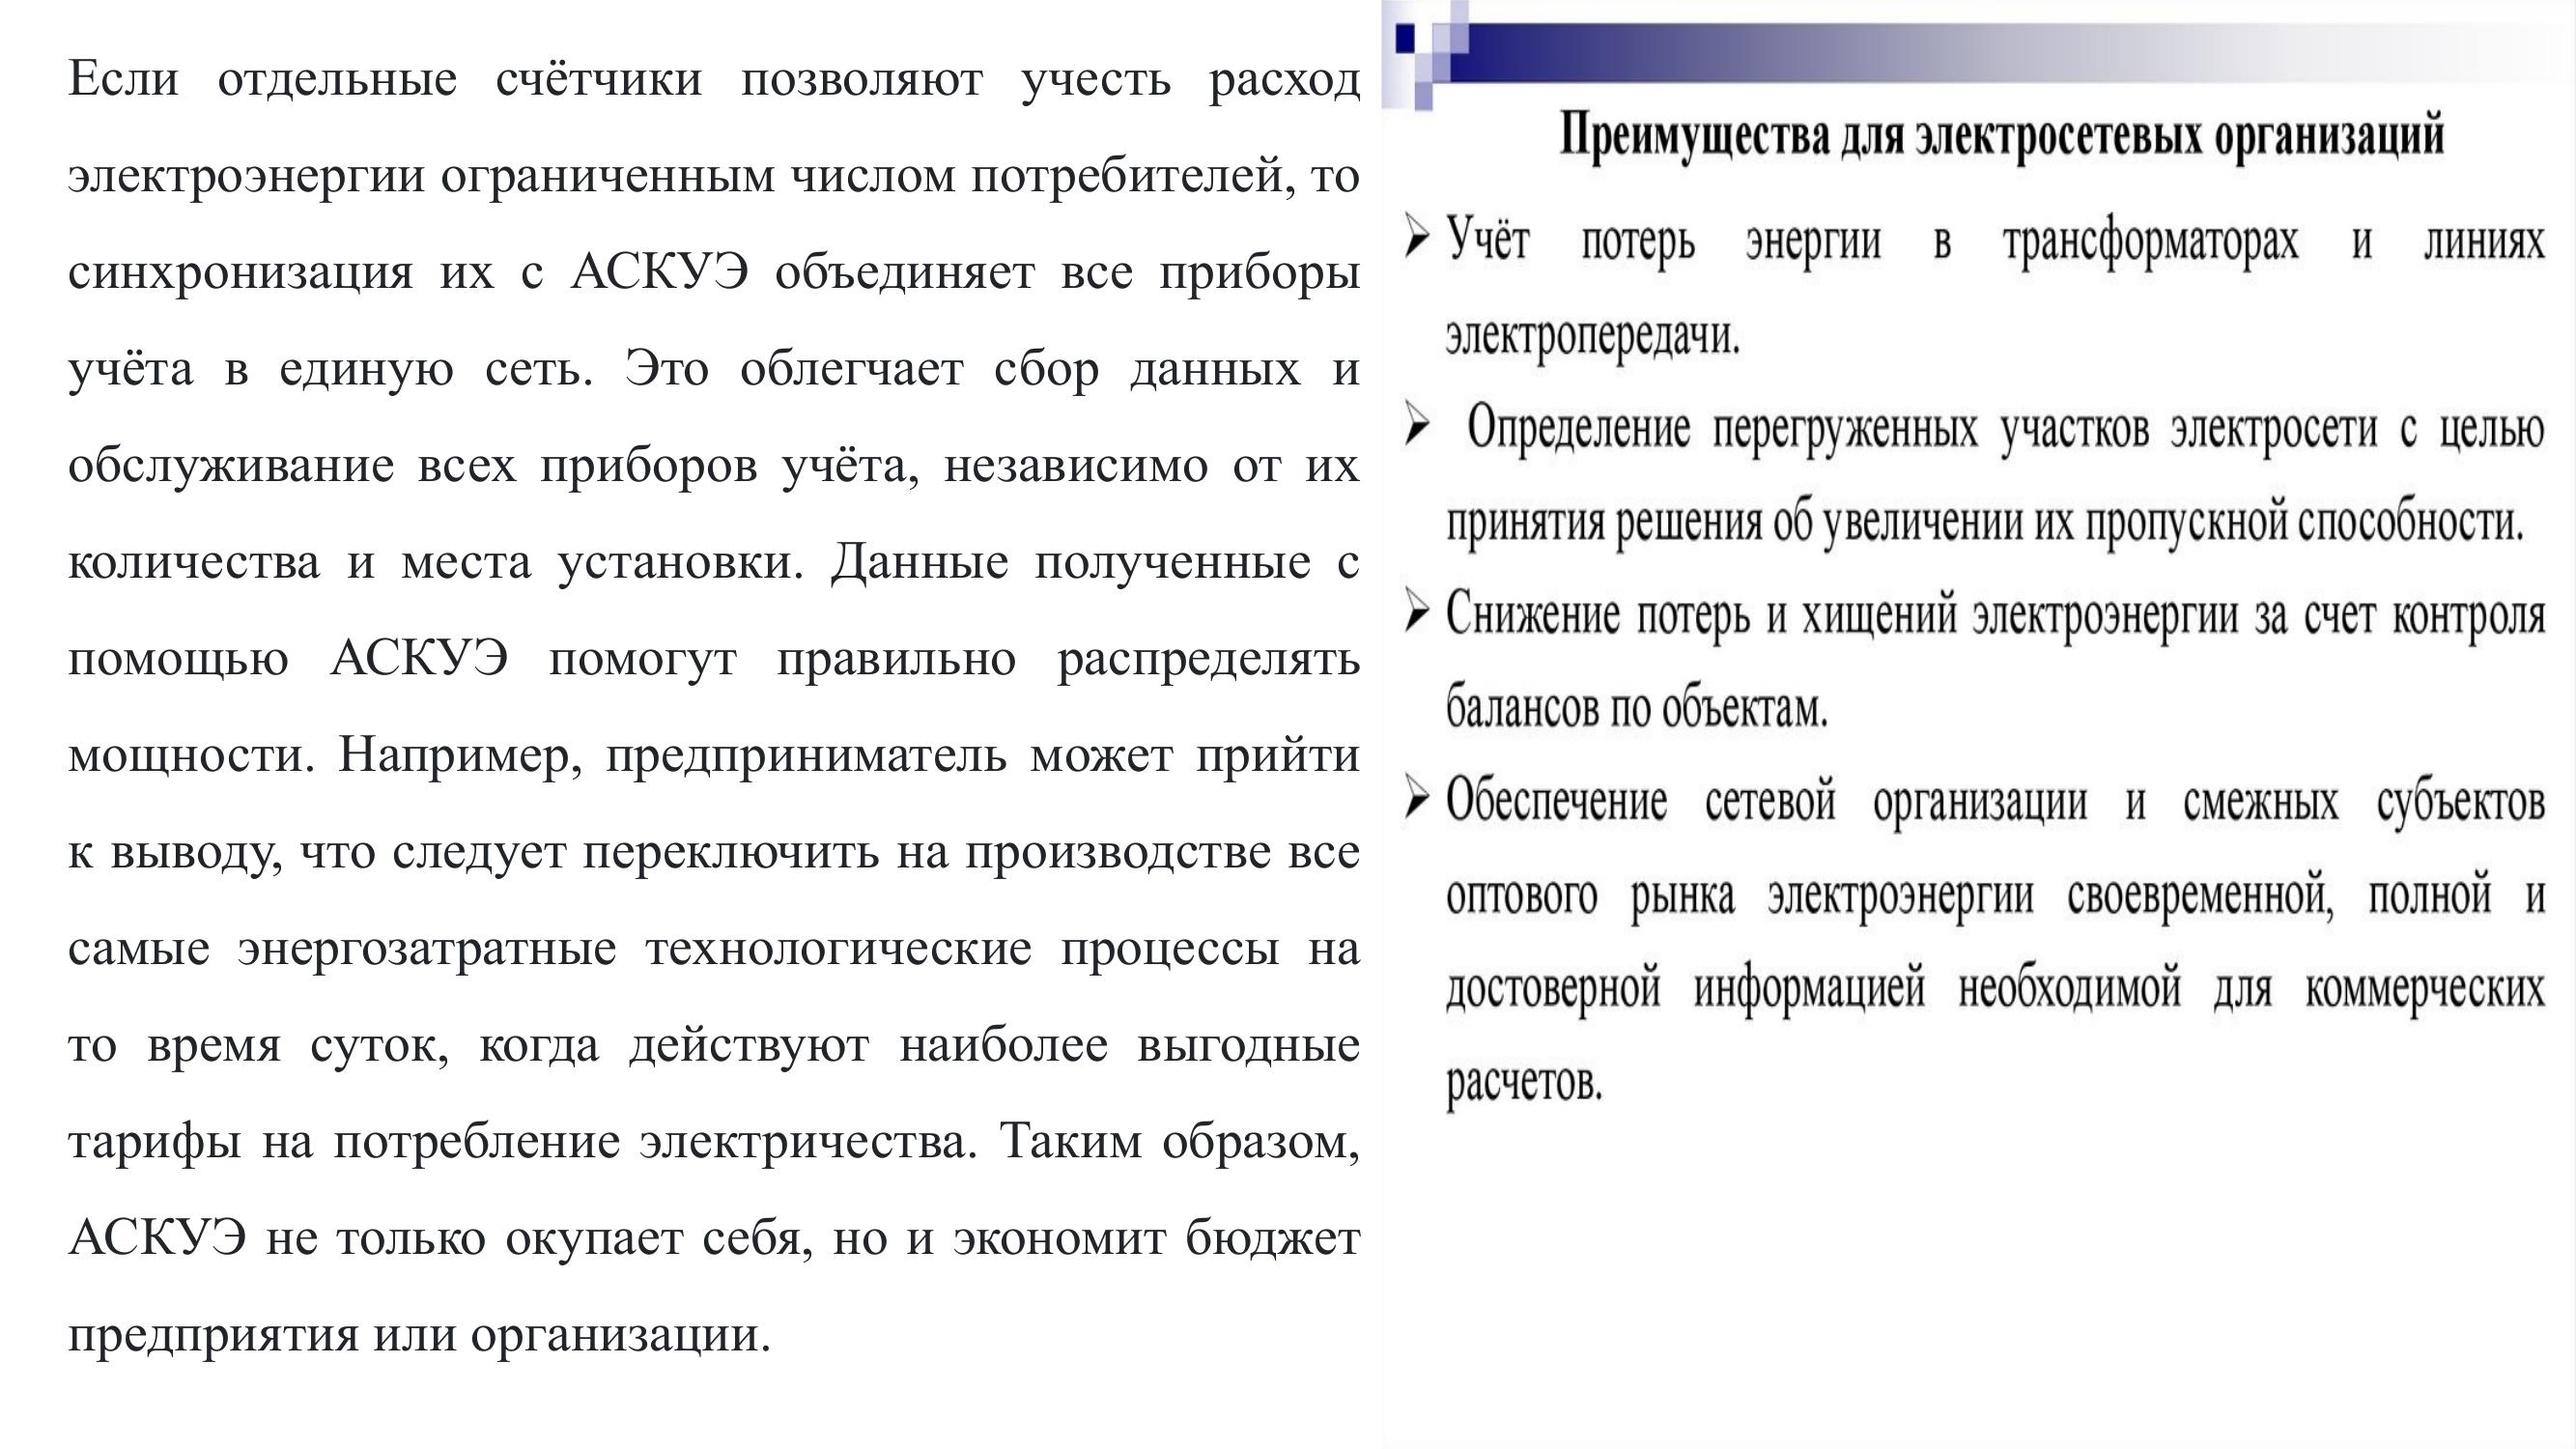 Если отдельные счётчики позволяют учесть расход
электроэнергии ограниченным числом потребителей, то
синхронизация их с АСКУЭ объединяет все приборы
учёта в единую сеть. Это облегчает сбор данных и
обслуживание всех приборов учёта, независимо от их
количества и места установки. Данные полученные с
помощью АСКУЭ помогут правильно распределять
мощности. Например, предприниматель может прийти
к выводу, что следует переключить на производстве все
самые энергозатратные технологические процессы на
то время суток, когда действуют наиболее выгодные
тарифы на потребление электричества. Таким образом,
АСКУЭ не только окупает себя, но и экономит бюджет
предприятия или организации.
Преимущества для электросетевых организаций
Учёт потерь энергии в трансформаторах и линиях
электропередачи.
Определение перегруженных участков электросети с целью
принятия решения об увеличении их пропускной способности.
Снижение потерь и хищений электроэнергии за счет контроля
балансов по объектам.
Обеспечение сетевой организации и смежных субъектов
оптового рынка электроэнергии своевременной, полной и
достоверной информацией необходимой для коммерческих
расчетов.